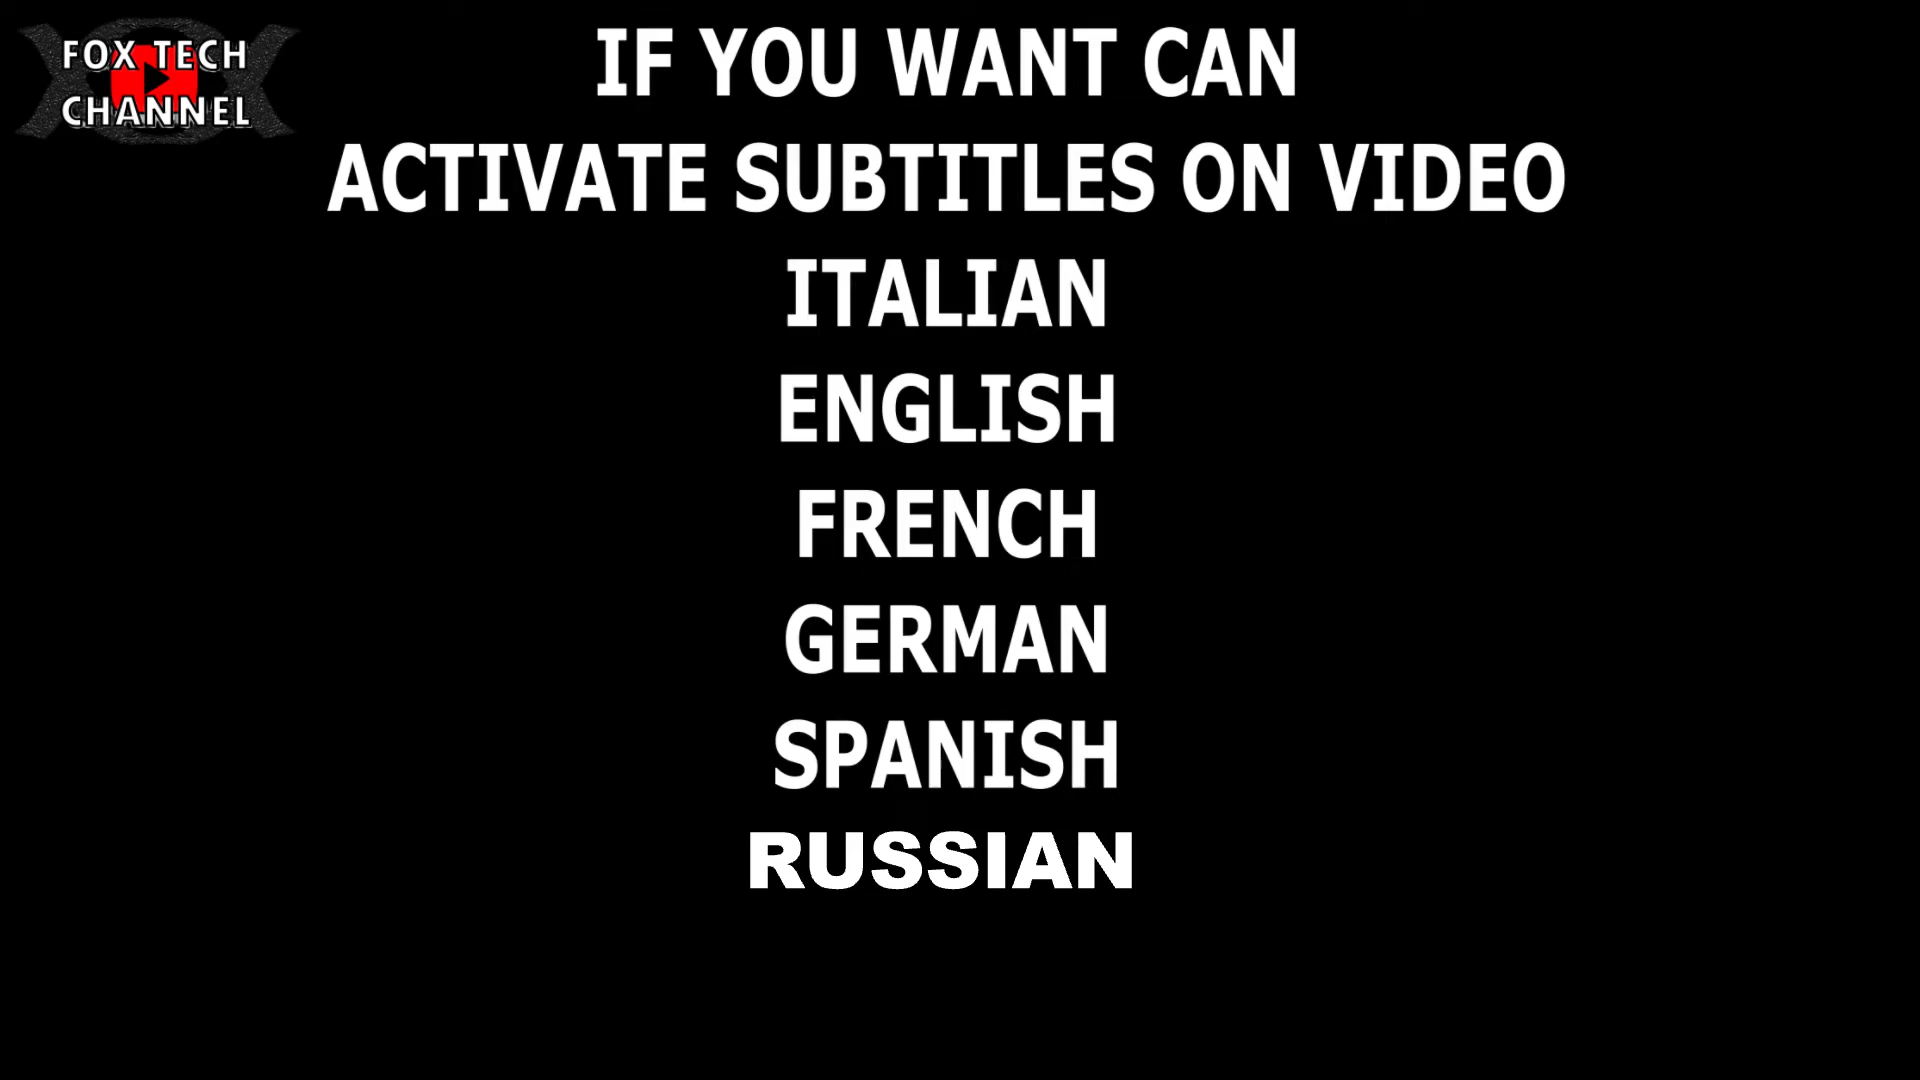 FOX TECH
CHANNEL
IF YOU WANT CAN
ACTIVATE SUBTITLES ON VIDEO
ITALIAN
ENGLISH
FRENCH
GERMAN
SPANISH
RUSSIAN